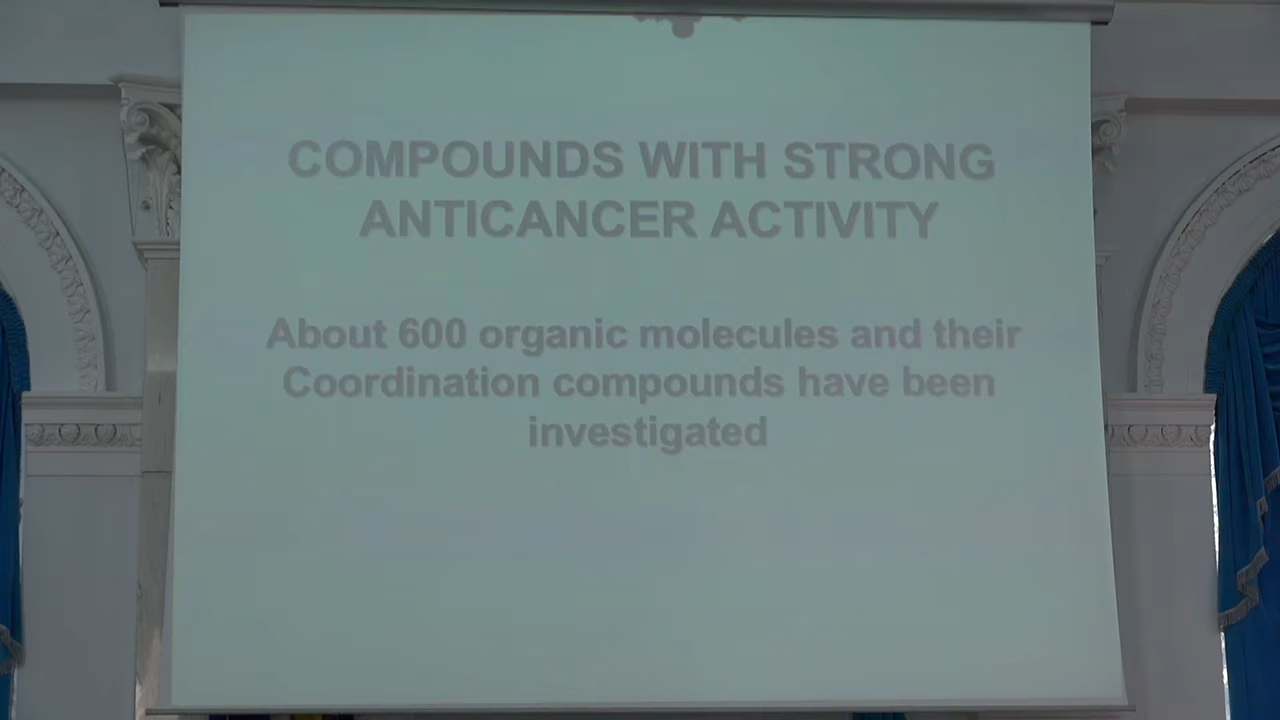 COMPOUNDS WITH STRONG
ANTICANCER ACTIVITY
About 600 organic molecules and their
Coordination compounds have been
investigated